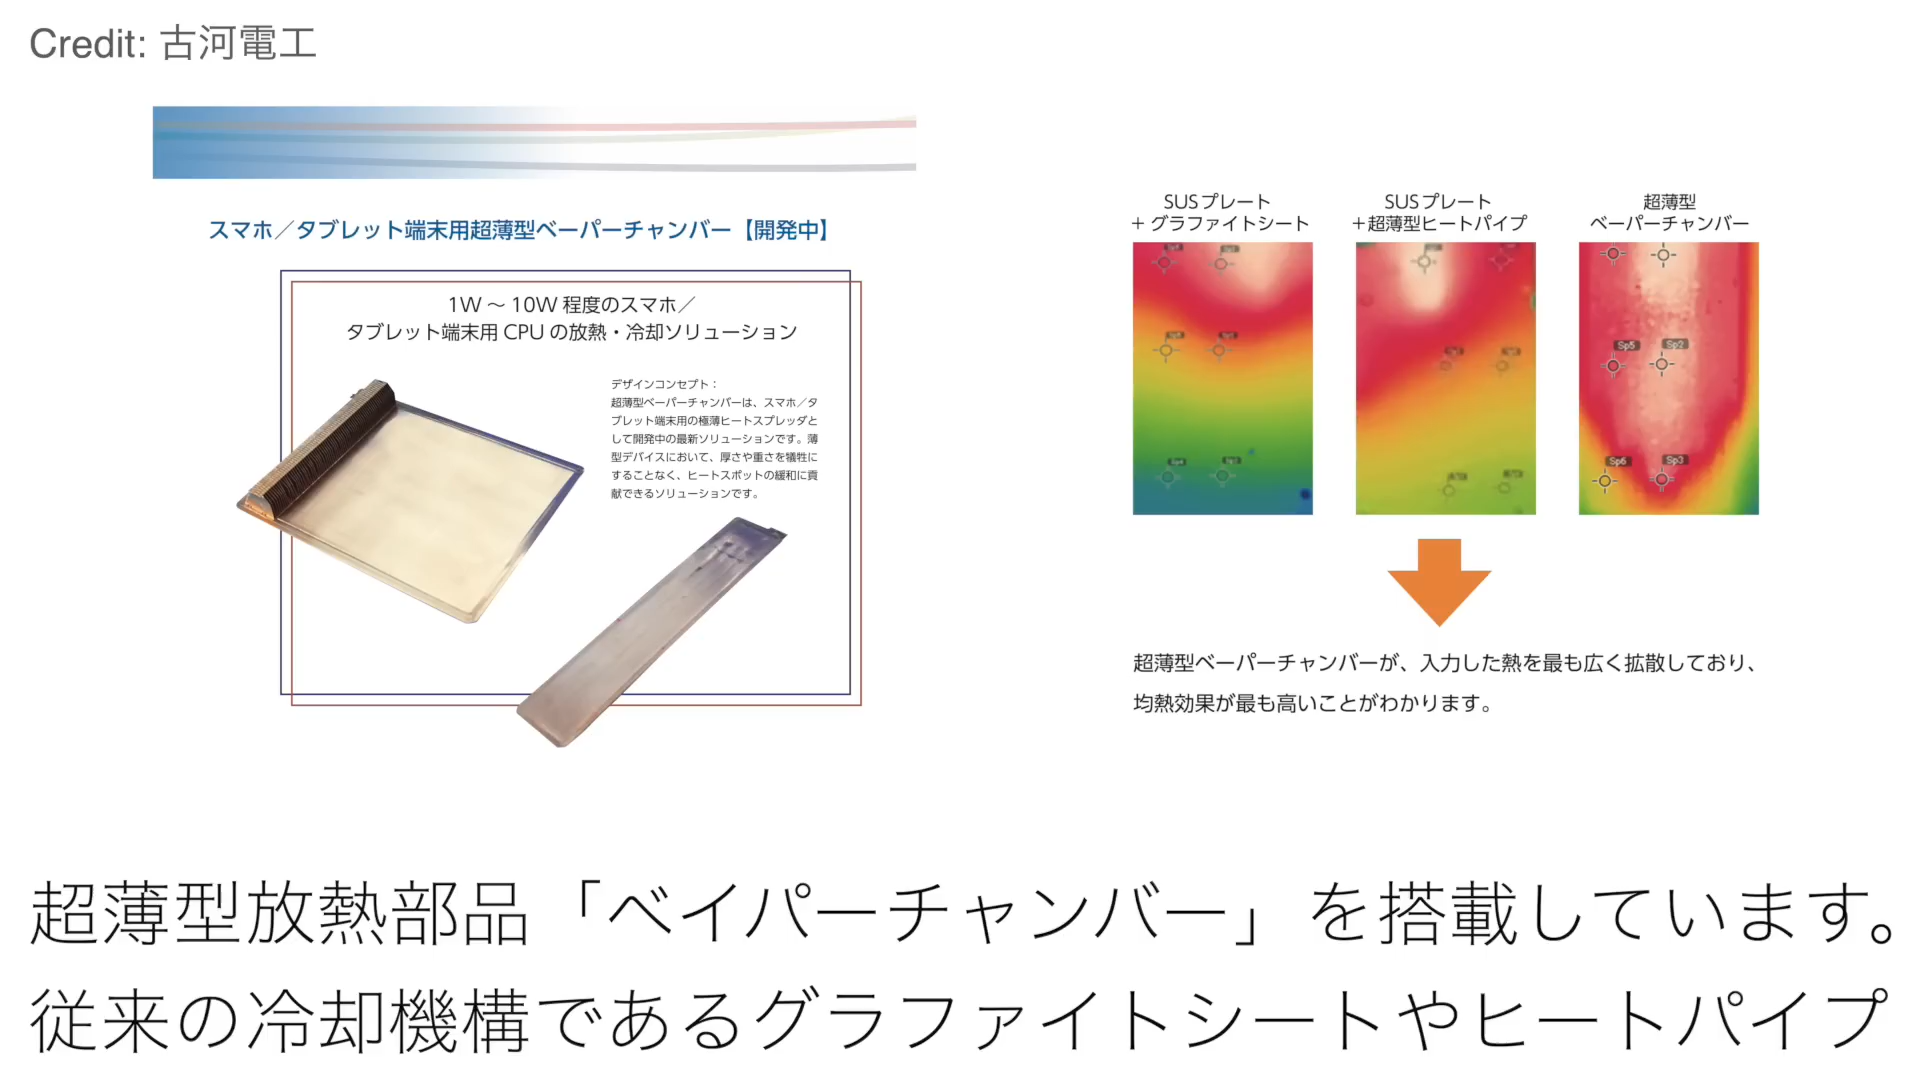 Credit: 古河電工
スマホ／タブレット端末用超薄型ベーパーチャンバー【開発中】
1W ～ 10W 程度のスマホ／
タブレット端末用 CPU の放熱・冷却ソリューション
デザインコンセプト：
超薄型ベーパーチャンバーは、スマホ／タ
ブレット端末用の極薄ヒートスプレッダと
して開発中の最新ソリューションです。薄
型デバイスにおいて、厚さや重さを犠牲に
することなく、ヒートスポットの緩和に貢
献できるソリューションです。
SUSプレート
＋ グラファイトシート
SUSプレート
＋超薄型ヒートパイプ
超薄型
ベーパーチャンバー
Sp5 Sp2
Sp6 Sp3
超薄型ベーパーチャンバーが、入力した熱を最も広く拡散しており、
均熱効果が最も高いことがわかります。
超薄型放熱部品「ベイパーチャンバー」を搭載しています。
従来の冷却機構であるグラファイトシートやヒートパイプ